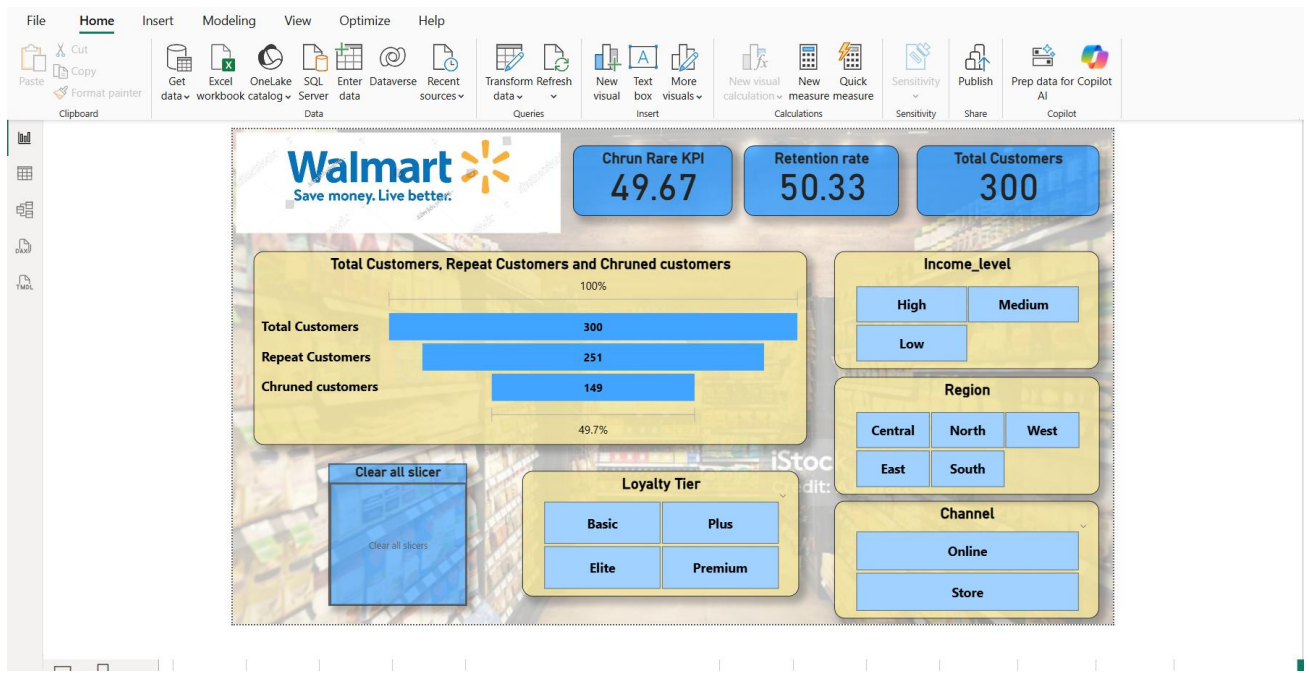 File Home Insert Modeling View Optimize Help
Paste
Cut
Copy
Format painter
Clipboard
Get data
Excel workbook
OneLake catalog
SQL Server
Enter data
Dataverse
Recent sources
Data
Transform data
Refresh
Queries
New visual
Text box
More visuals
Insert
New visual calculation
New measure
Quick measure
Calculations
Sensitivity
Sensitivity
Publish
Share
Prep data for AI
Copilot
Copilot
DAX
TMDL
Walmart
Save money. Live better.
Chrun Rare KPI
49.67
Retention rate
50.33
Total Customers
300
Total Customers, Repeat Customers and Chruned customers
100%
Total Customers 300
Repeat Customers 251
Chruned customers 149
49.7%
Income_level
High Medium
Low
Region
Central North West
East South
iStock
Credit:
Clear all slicer
Clear all slicers
Loyalty Tier
Basic Plus
Elite Premium
Channel
Online
Store